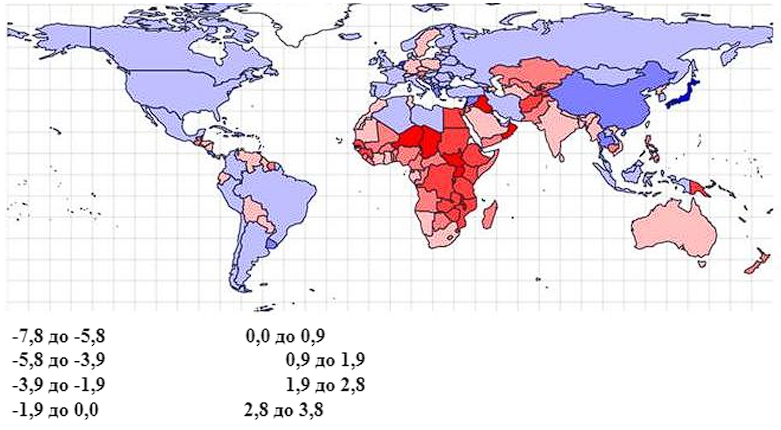 -7,8 до -5,8 0,0 до 0,9
-5,8 до -3,9 0,9 до 1,9
-3,9 до -1,9 1,9 до 2,8
-1,9 до 0,0 2,8 до 3,8